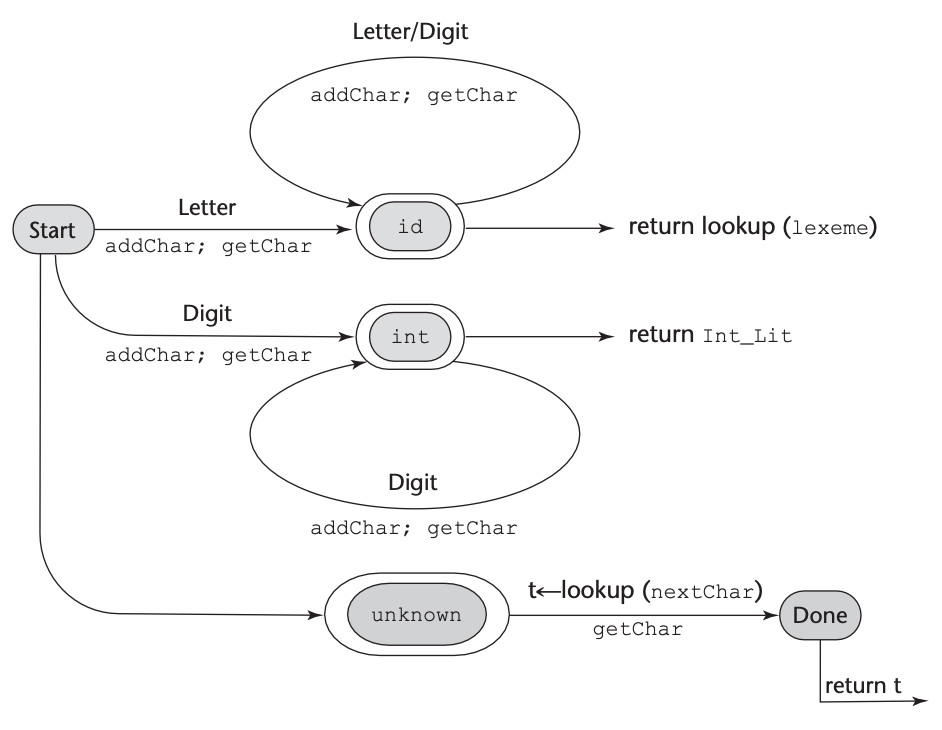 Letter/Digit
addChar; getChar
Letter
Start
id
return lookup (lexeme)
addChar; getChar
Digit
int
return Int_Lit
addChar; getChar
Digit
addChar; getChar
t←lookup (nextChar)
unknown
Done
getChar
return t